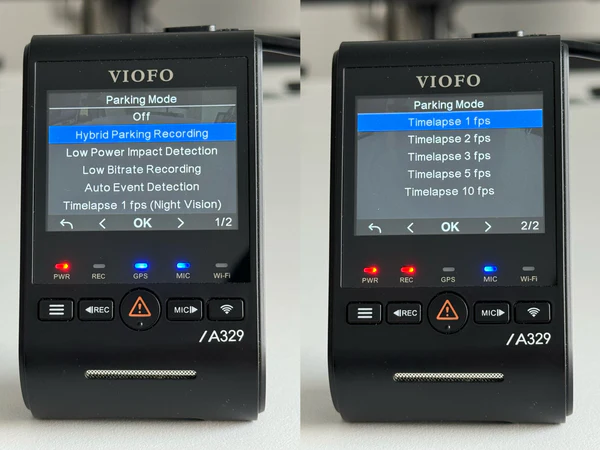 VIOFO
Parking Mode
Off
Hybrid Parking Recording
Low Power Impact Detection
Low Bitrate Recording
Auto Event Detection
Timelapse 1 fps (Night Vision)
< OK > 1/2
PWR REC GPS MIC Wi-Fi
REC MIC
A329
VIOFO
Parking Mode
Timelapse 1 fps
Timelapse 2 fps
Timelapse 3 fps
Timelapse 5 fps
Timelapse 10 fps
< OK > 2/2
PWR REC GPS MIC Wi-Fi
REC MIC
A329